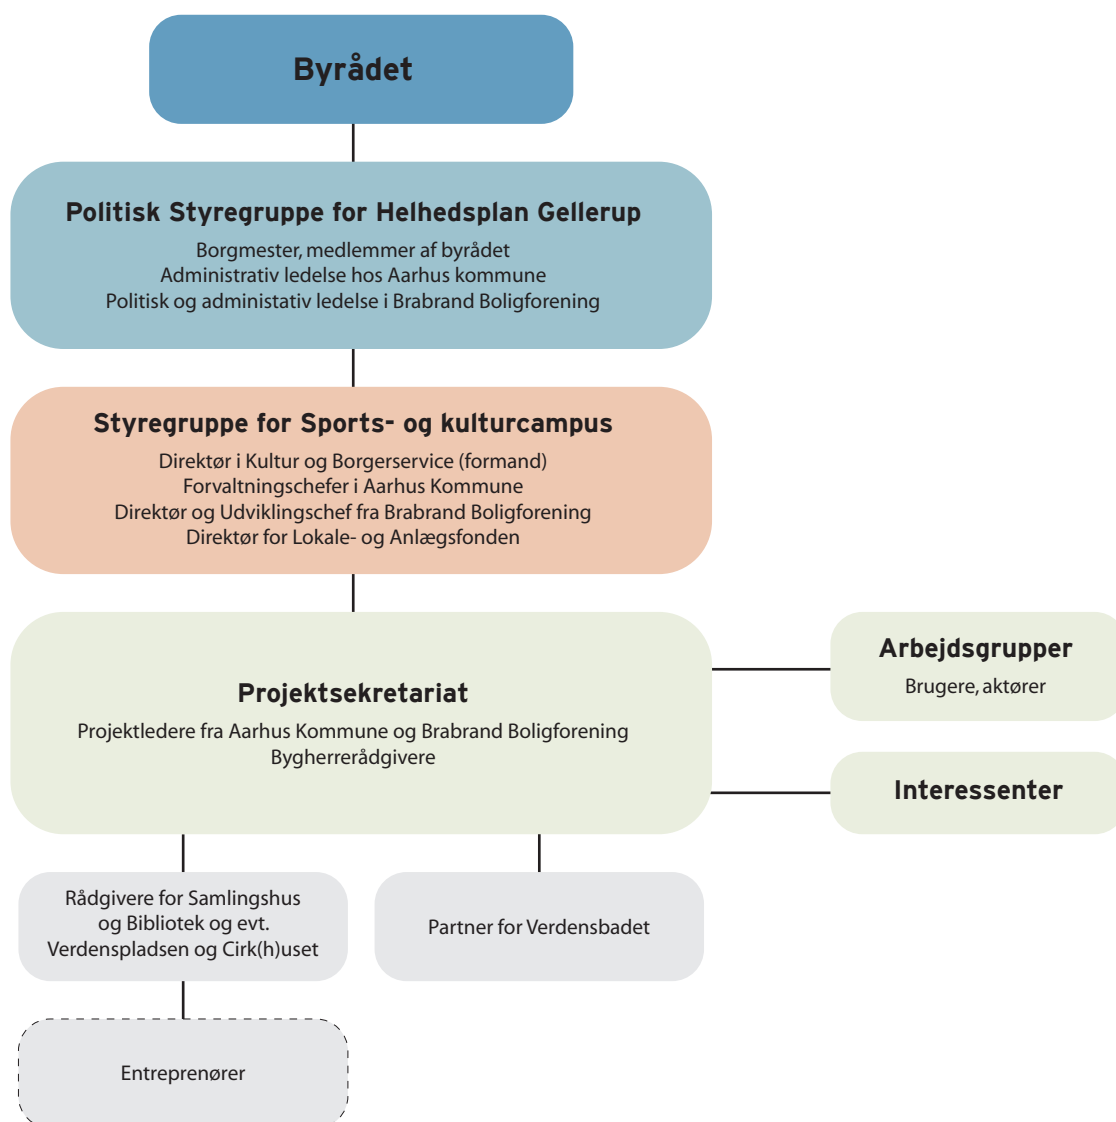 Byrådet
Politisk Styregruppe for Helhedsplan Gellerup
Borgmester, medlemmer af byrådet
Administrativ ledelse hos Aarhus kommune
Politisk og administativ ledelse i Brabrand Boligforening
Styregruppe for Sports- og kulturcampus
Direktør i Kultur og Borgerservice (formand)
Forvaltningschefer i Aarhus Kommune
Direktør og Udviklingschef fra Brabrand Boligforening
Direktør for Lokale- og Anlægsfonden
Projektsekretariat
Projektledere fra Aarhus Kommune og Brabrand Boligforening
Bygherrerådgivere
Arbejdsgrupper
Brugere, aktører
Interessenter
Rådgivere for Samlingshus
og Bibliotek og evt.
Verdenspladsen og Cirk(h)uset
Partner for Verdensbadet
Entreprenører